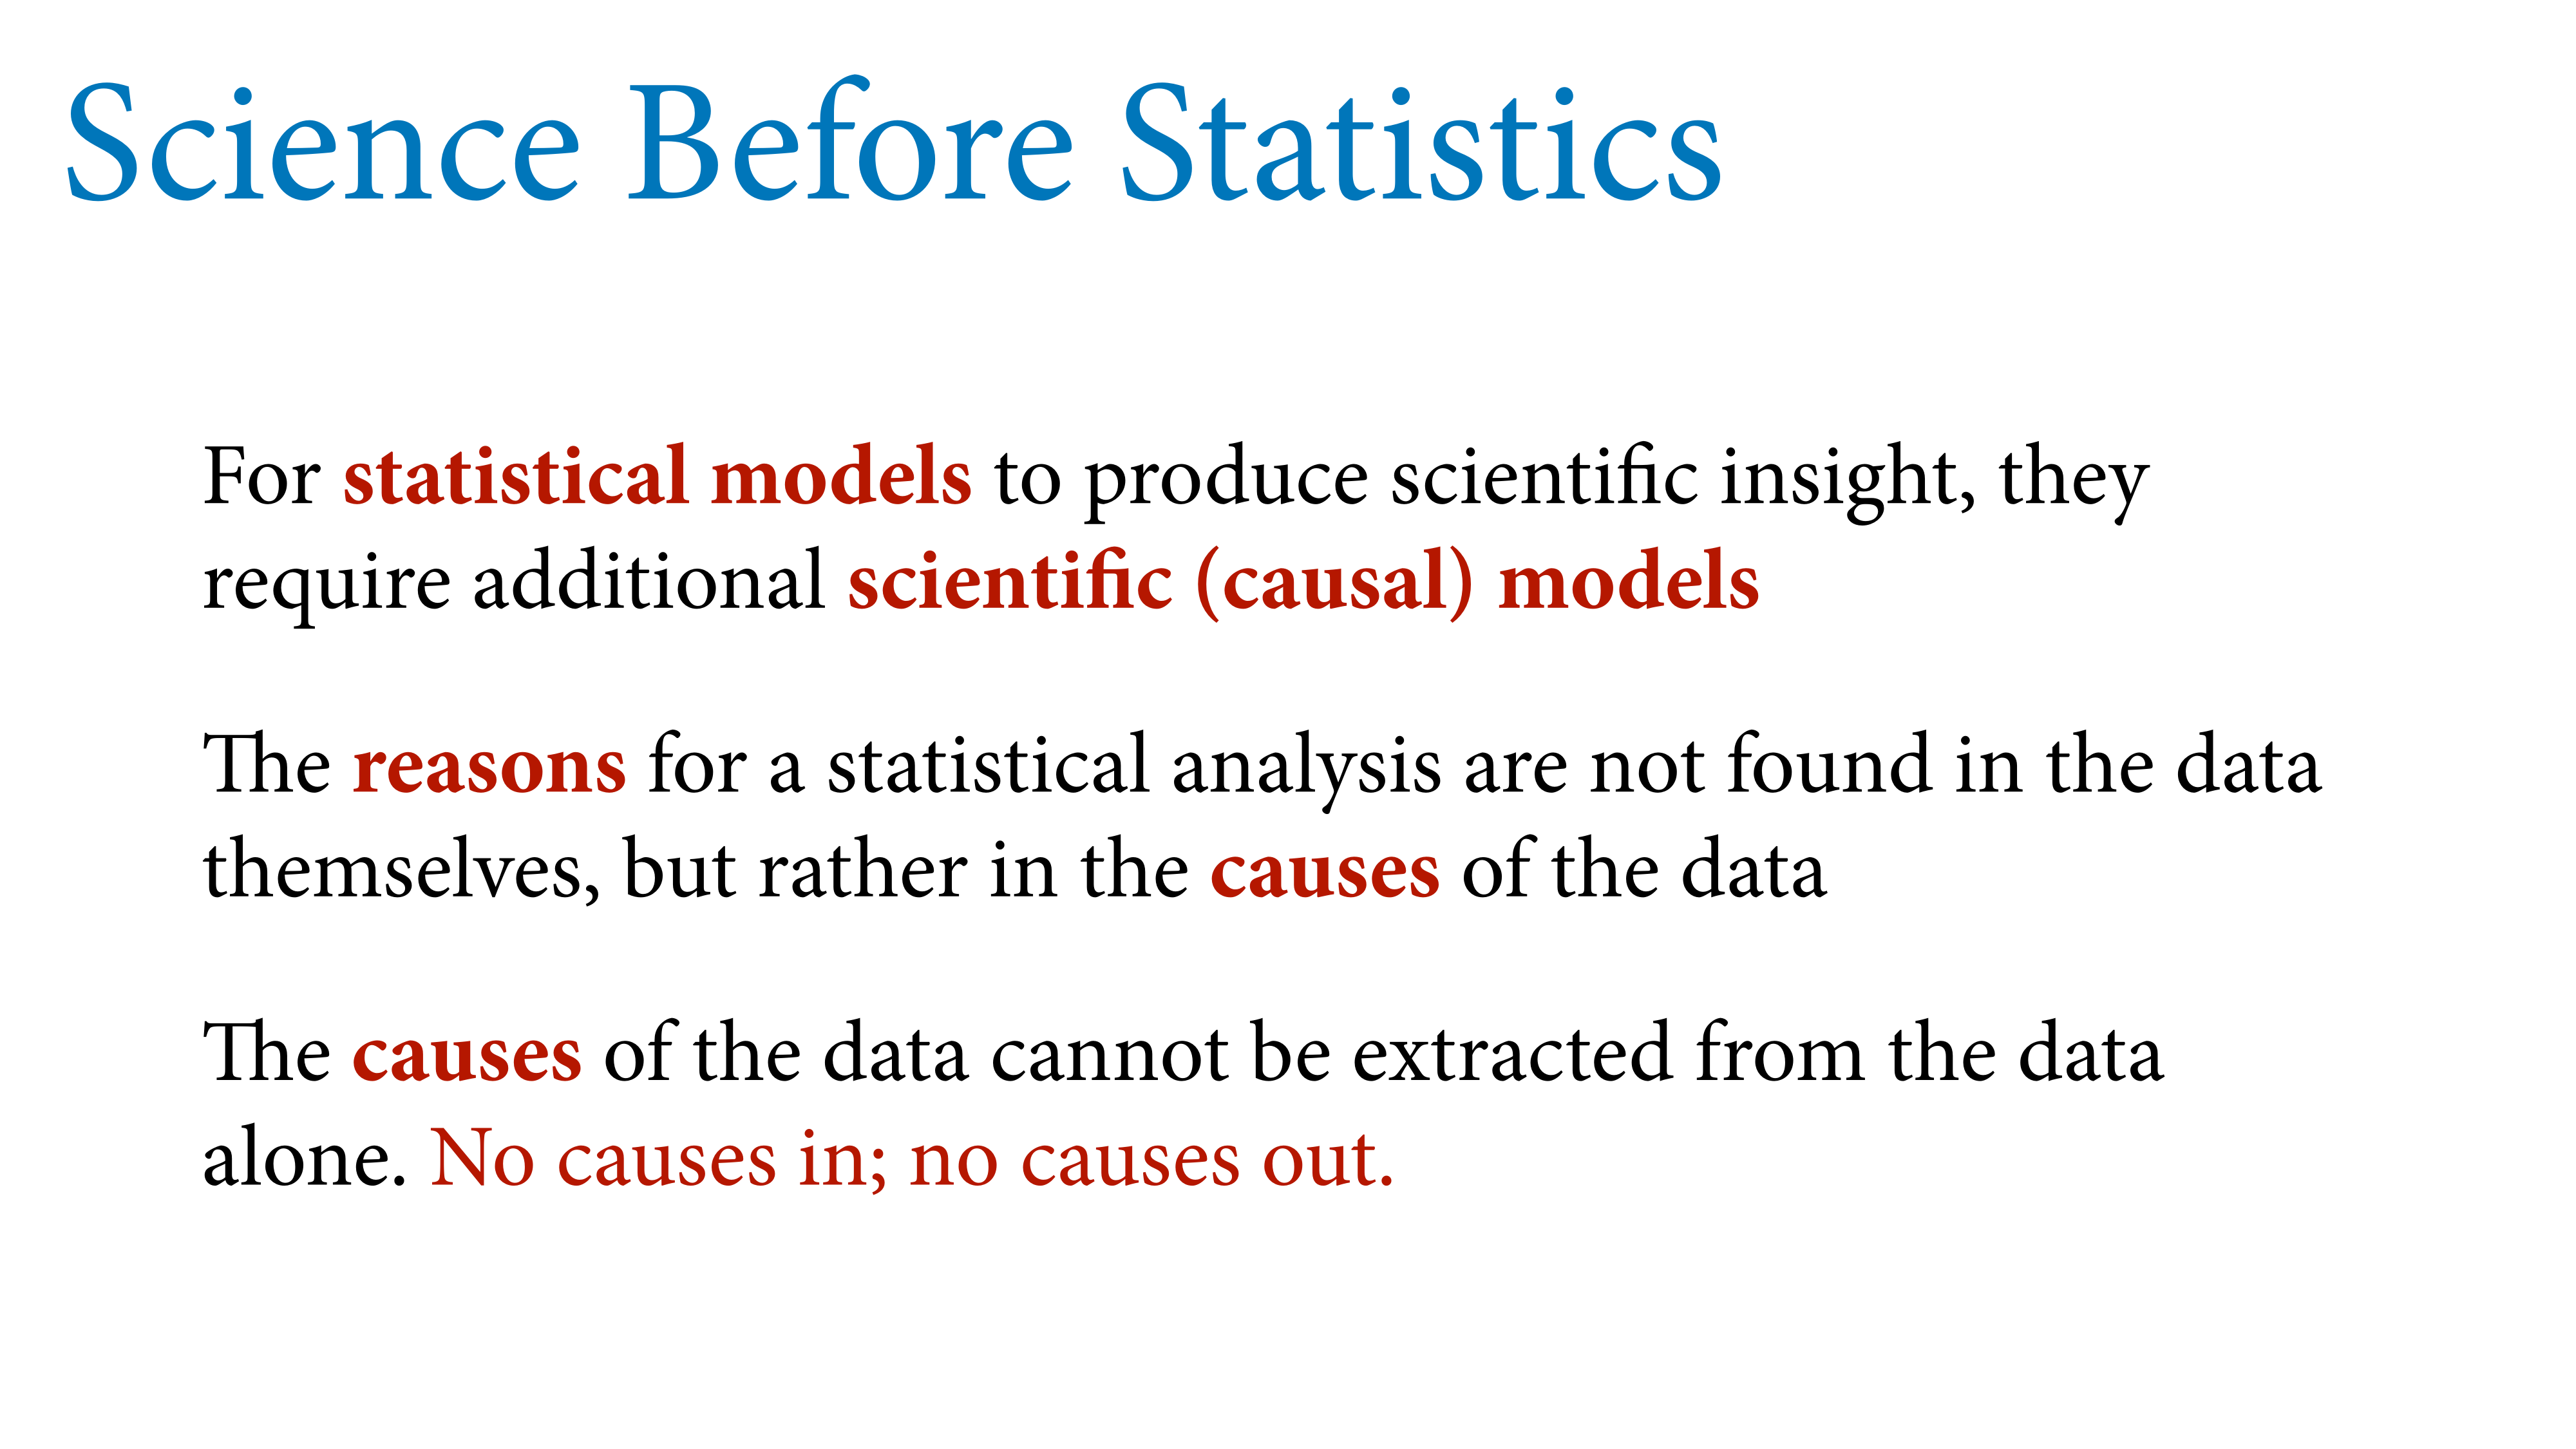 Science Before Statistics
For statistical models to produce scientific insight, they
require additional scientific (causal) models
The reasons for a statistical analysis are not found in the data
themselves, but rather in the causes of the data
The causes of the data cannot be extracted from the data
alone. No causes in; no causes out.